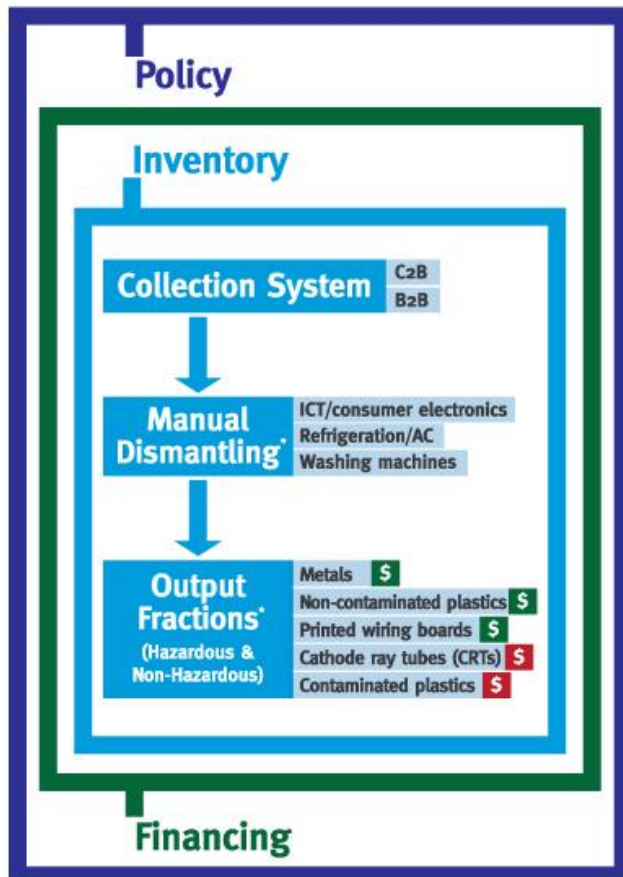 Policy
Inventory
Collection System
C2B
B2B
Manual
Dismantling*
ICT/consumer electronics
Refrigeration/AC
Washing machines
Output
Fractions*
(Hazardous &
Non-Hazardous)
Metals $
Non-contaminated plastics $
Printed wiring boards $
Cathode ray tubes (CRTs) $
Contaminated plastics $
Financing